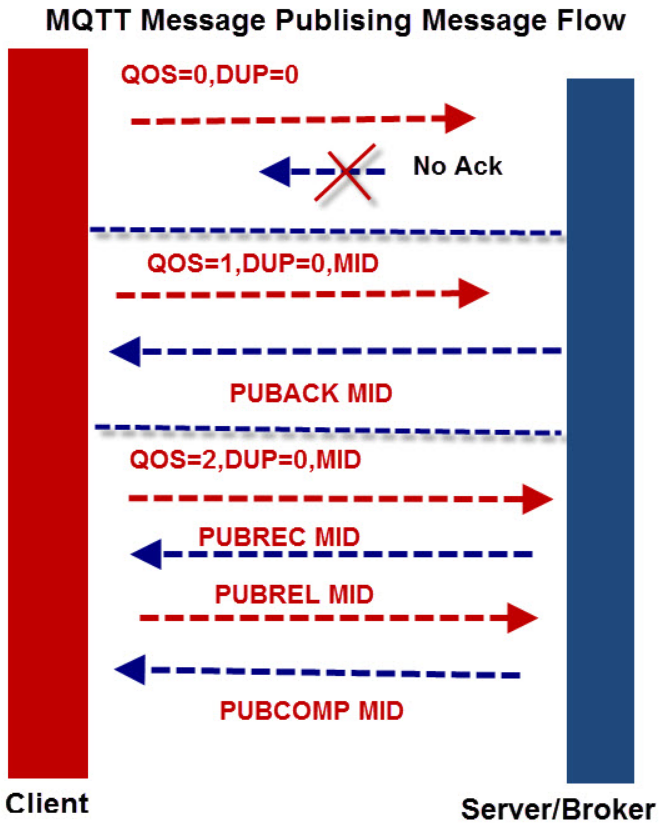 MQTT Message Publising Message Flow
QOS=0,DUP=0
No Ack
QOS=1,DUP=0,MID
PUBACK MID
QOS=2,DUP=0,MID
PUBREC MID
PUBREL MID
PUBCOMP MID
Client
Server/Broker